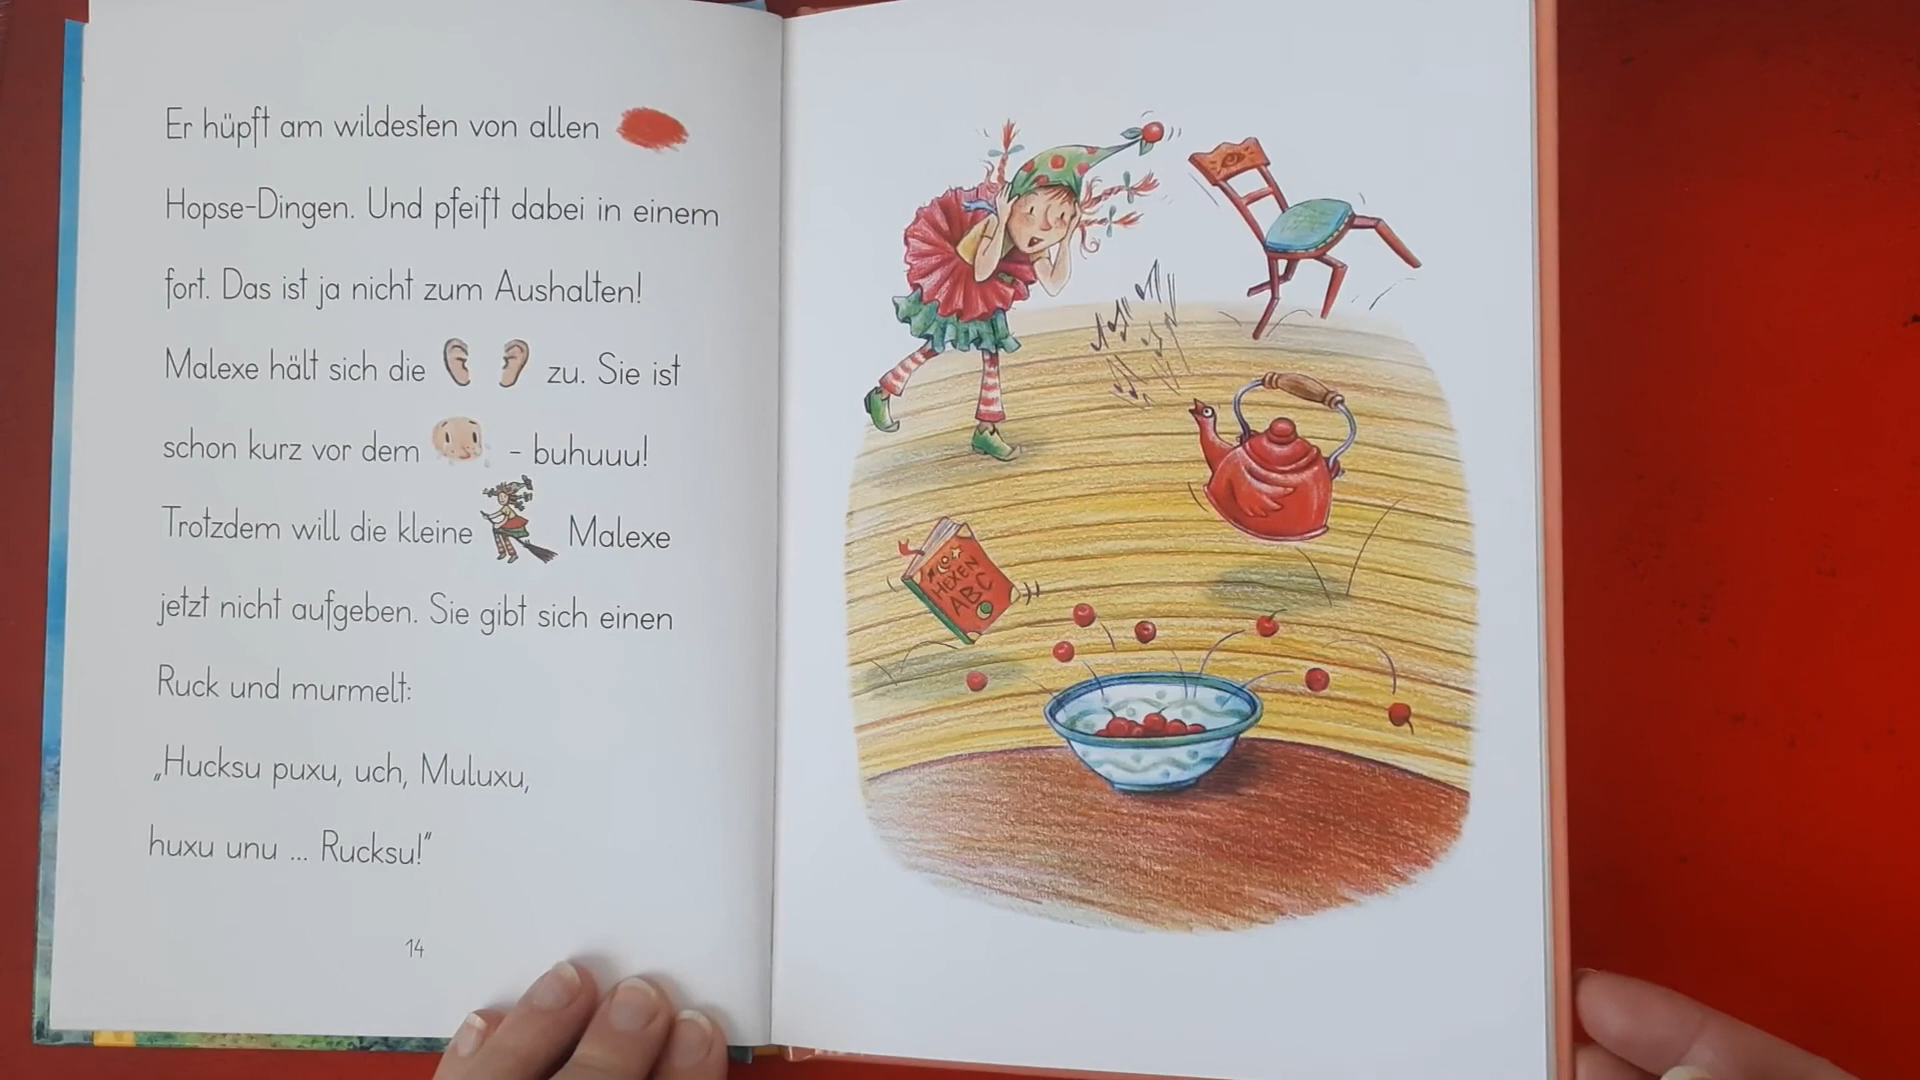 Er hüpft am wildesten von allen
Hopse-Dingen. Und pfeift dabei in einem
fort. Das ist ja nicht zum Aushalten!
Malexe hält sich die zu. Sie ist
schon kurz vor dem - buhuuu!
Trotzdem will die kleine Malexe
jetzt nicht aufgeben. Sie gibt sich einen
Ruck und murmelt:
„Hucksu puxu, uch, Muluxu,
huxu unu ... Rucksu!“
14
HEXEN
ABC